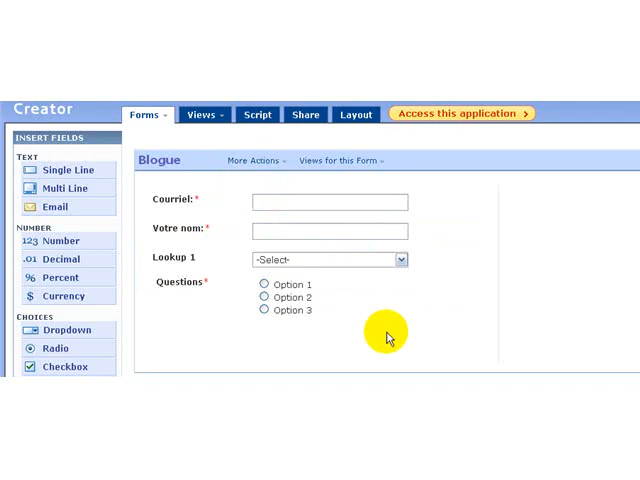 Creator
Forms Views Script Share Layout Access this application
INSERT FIELDS
TEXT
Single Line
Multi Line
Email
NUMBER
123 Number
.01 Decimal
% Percent
$ Currency
CHOICES
Dropdown
Radio
Checkbox
Blogue More Actions Views for this Form
Courriel:*
Votre nom:*
Lookup 1 -Select-
Questions* Option 1
Option 2
Option 3